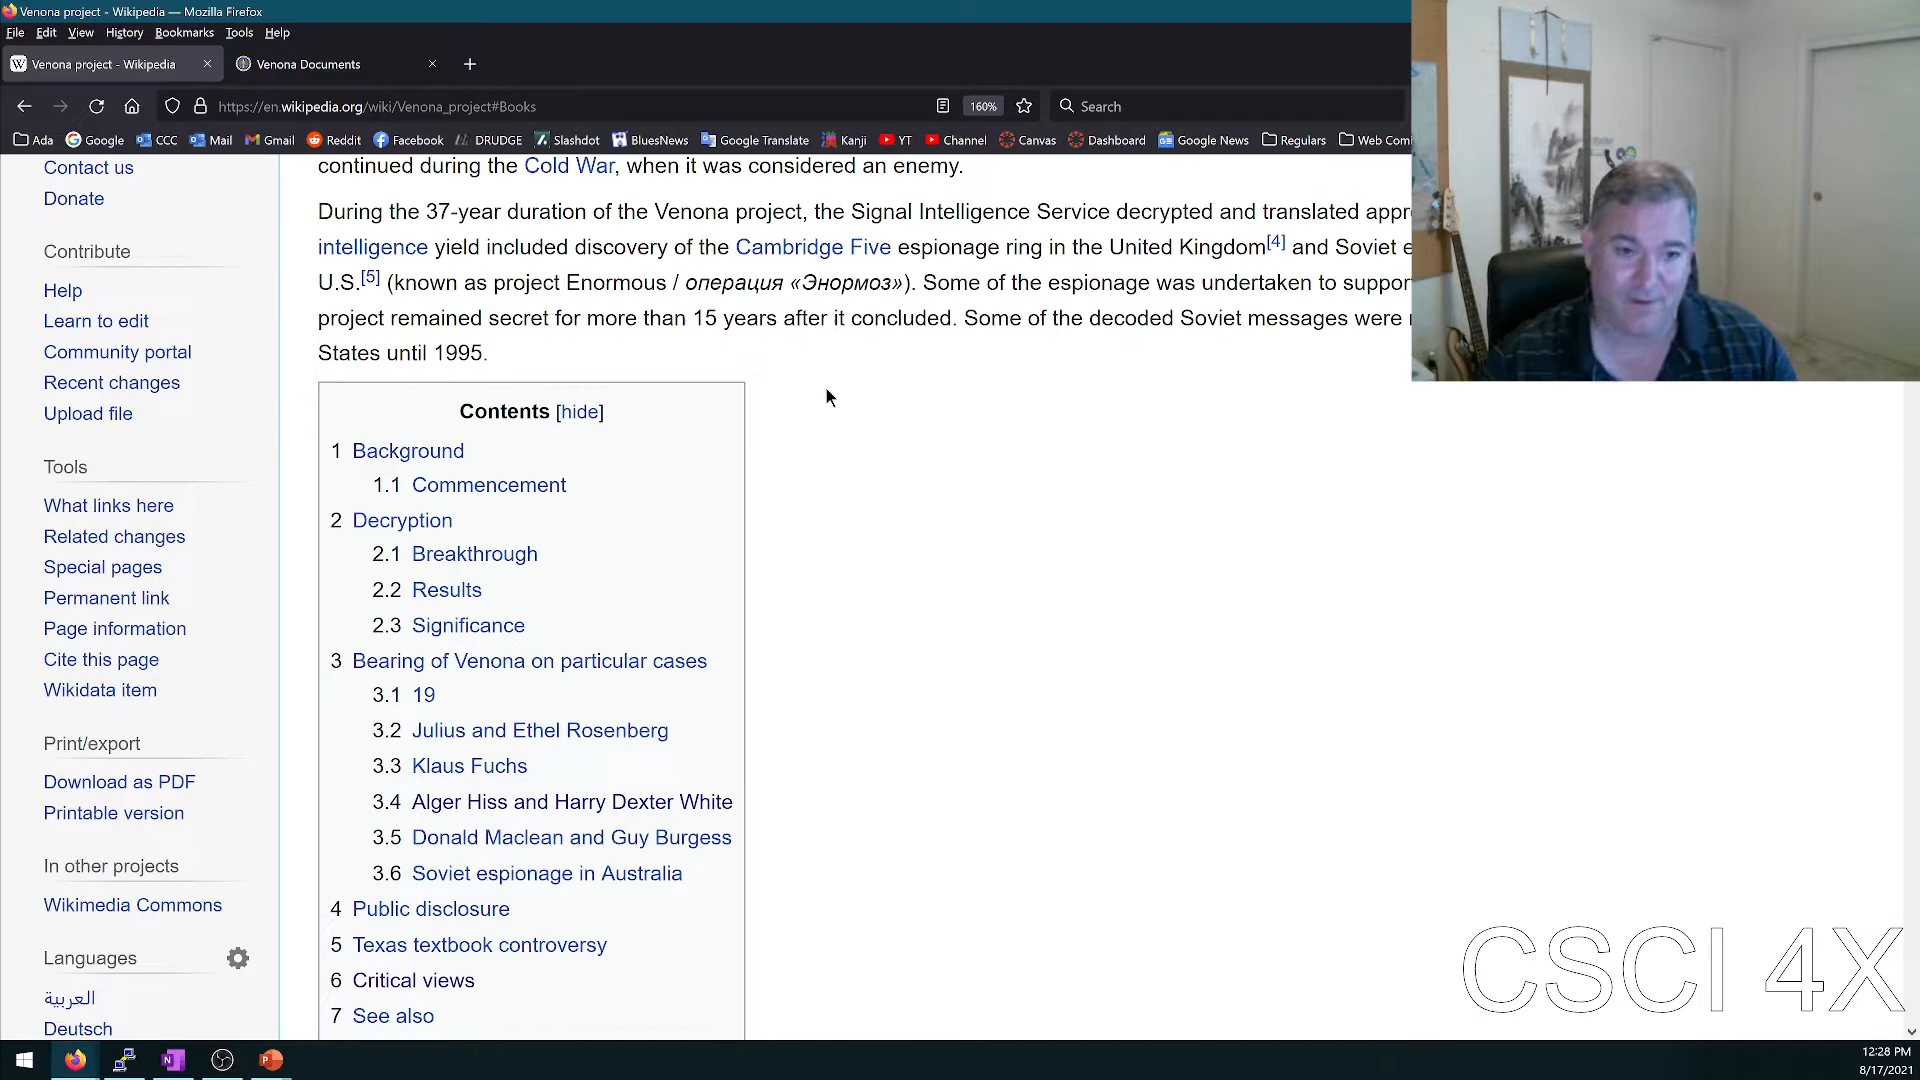 Venona project - Wikipedia — Mozilla Firefox
File Edit View History Bookmarks Tools Help
Venona project - Wikipedia
Venona Documents
https://en.wikipedia.org/wiki/Venona_project#Books
160%
Search
Ada Google CCC Mail Gmail Reddit Facebook DRUDGE Slashdot BluesNews Google Translate Kanji YT Channel Canvas Dashboard Google News Regulars Web Comi
Contact us
Donate
Contribute
Help
Learn to edit
Community portal
Recent changes
Upload file
Tools
What links here
Related changes
Special pages
Permanent link
Page information
Cite this page
Wikidata item
Print/export
Download as PDF
Printable version
In other projects
Wikimedia Commons
Languages
العربية
Deutsch
continued during the Cold War, when it was considered an enemy.
During the 37-year duration of the Venona project, the Signal Intelligence Service decrypted and translated appr
intelligence yield included discovery of the Cambridge Five espionage ring in the United Kingdom[4] and Soviet e
U.S.[5] (known as project Enormous / операция «Энормоз»). Some of the espionage was undertaken to suppor
project remained secret for more than 15 years after it concluded. Some of the decoded Soviet messages were
States until 1995.
Contents [hide]
1 Background
1.1 Commencement
2 Decryption
2.1 Breakthrough
2.2 Results
2.3 Significance
3 Bearing of Venona on particular cases
3.1 19
3.2 Julius and Ethel Rosenberg
3.3 Klaus Fuchs
3.4 Alger Hiss and Harry Dexter White
3.5 Donald Maclean and Guy Burgess
3.6 Soviet espionage in Australia
4 Public disclosure
5 Texas textbook controversy
6 Critical views
7 See also
CSCI 4X
12:28 PM
8/17/2021